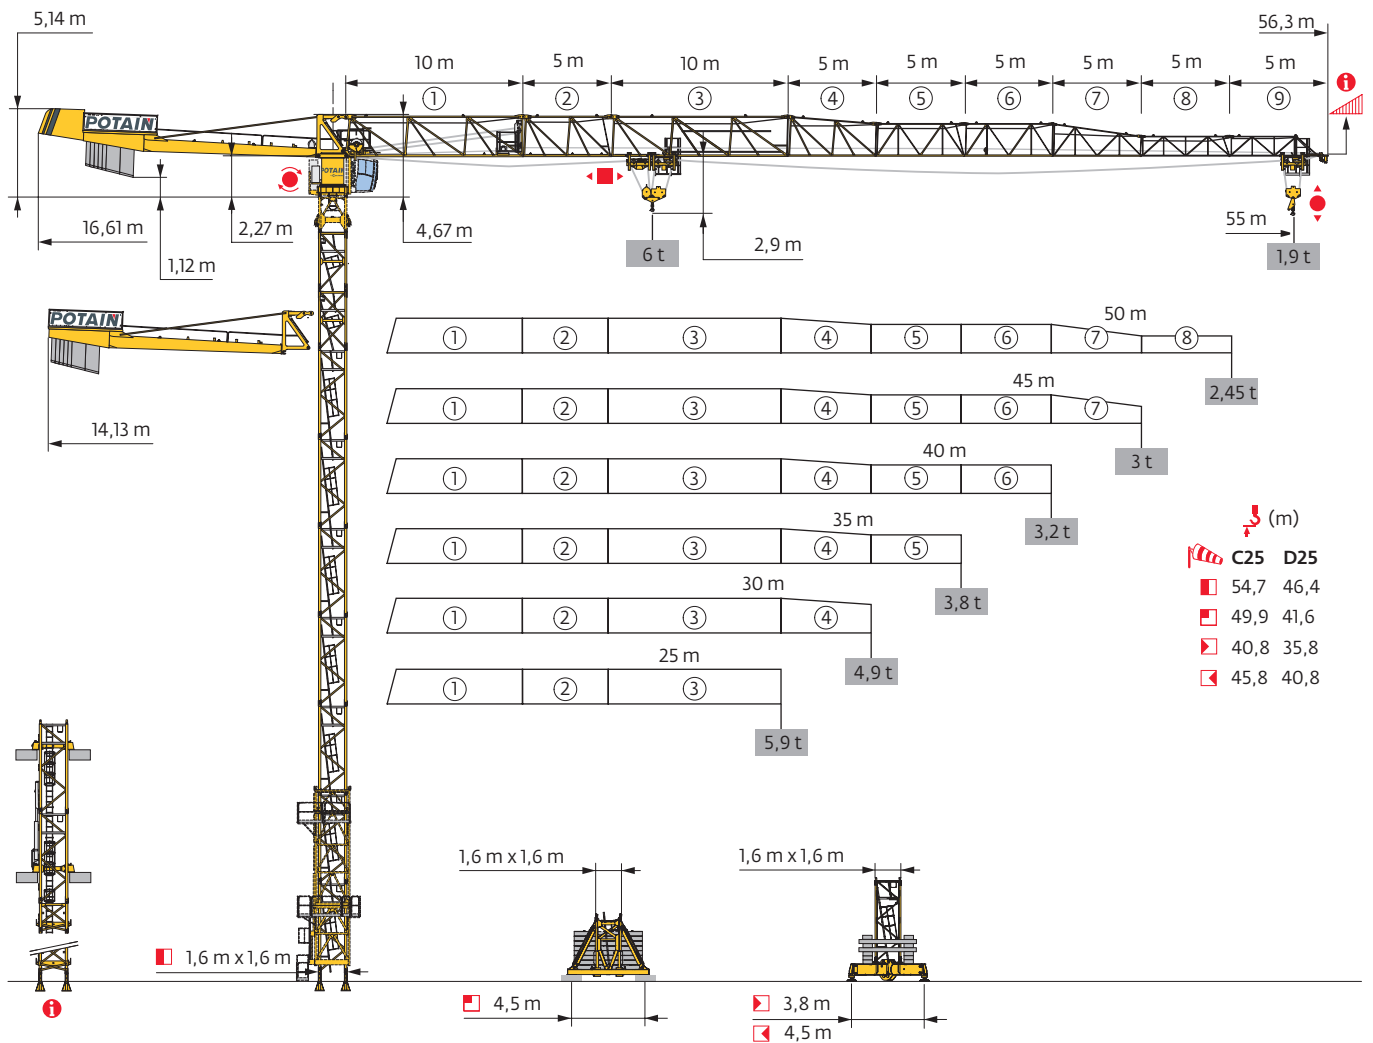 5,14 m
56,3 m
10 m
5 m
10 m
5 m
5 m
5 m
5 m
5 m
5 m
1
2
3
4
5
6
7
8
9
i
POTAIN
POTAIN
16,61 m
2,27 m
4,67 m
55 m
1,12 m
6 t
2,9 m
1,9 t
POTAIN
14,13 m
50 m
1 2 3 4 5 6 7 8
2,45 t
45 m
1 2 3 4 5 6 7
3 t
40 m
1 2 3 4 5 6
3,2 t
35 m
1 2 3 4 5
3,8 t
30 m
1 2 3 4
4,9 t
25 m
1 2 3
5,9 t
(m)
C25 D25
54,7 46,4
49,9 41,6
40,8 35,8
45,8 40,8
1,6 m x 1,6 m
1,6 m x 1,6 m
1,6 m x 1,6 m
4,5 m
3,8 m
4,5 m
i